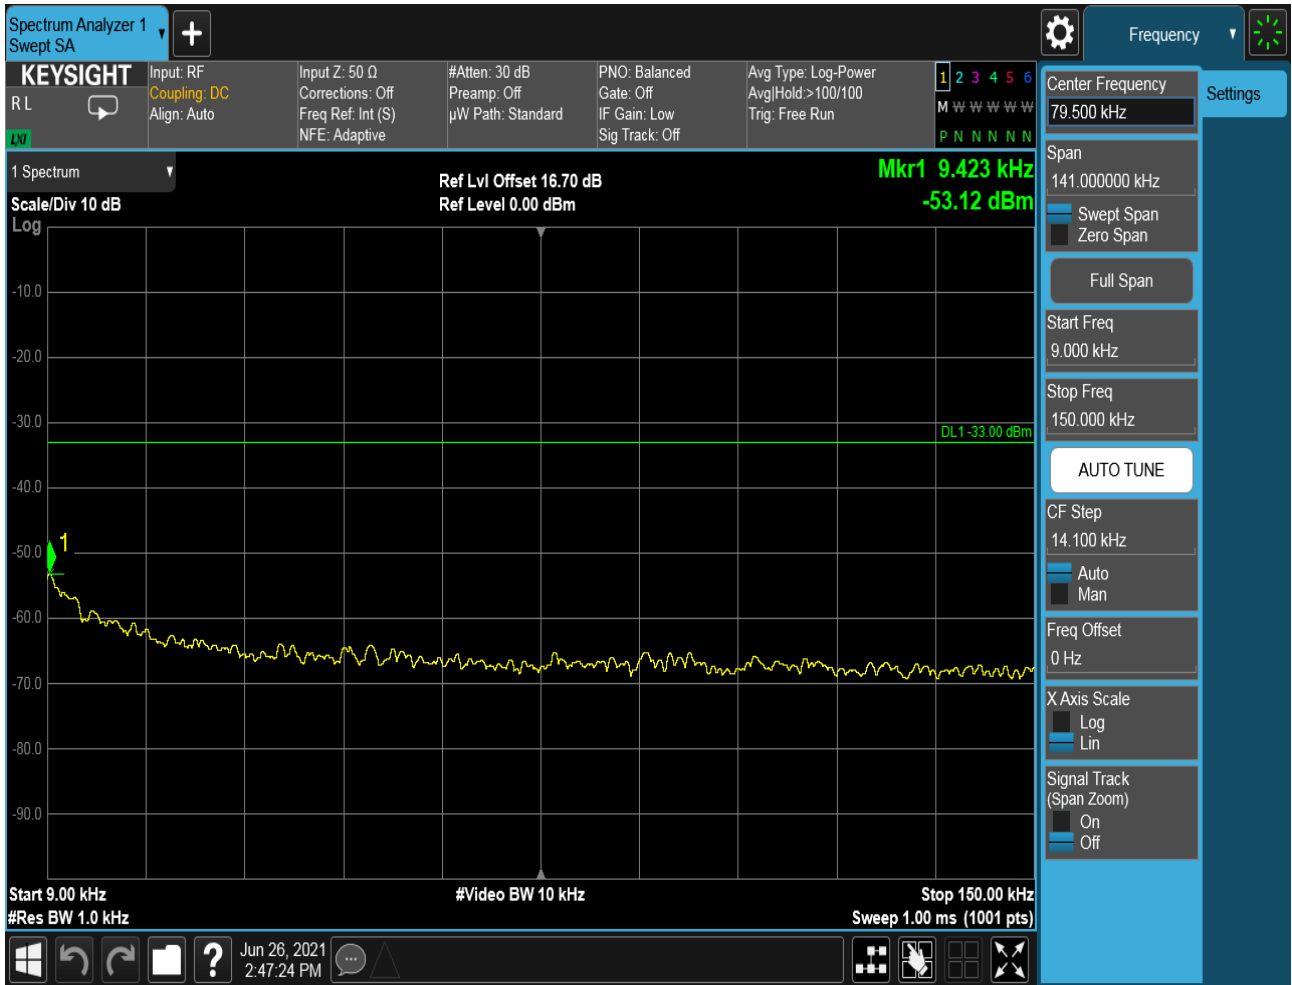 Spectrum Analyzer 1
Swept SA
Frequency
KEYSIGHT
R L
LXI
Input: RF
Coupling: DC
Align: Auto
Input Z: 50 Ω
Corrections: Off
Freq Ref: Int (S)
NFE: Adaptive
#Atten: 30 dB
Preamp: Off
µW Path: Standard
PNO: Balanced
Gate: Off
IF Gain: Low
Sig Track: Off
Avg Type: Log-Power
Avg|Hold:>100/100
Trig: Free Run
1 2 3 4 5 6
M W W W W W
P N N N N N
1 Spectrum
Scale/Div 10 dB
Log
Ref Lvl Offset 16.70 dB
Ref Level 0.00 dBm
Mkr1 9.423 kHz
-53.12 dBm
-10.0
-20.0
-30.0
DL1 -33.00 dBm
-40.0
1
-50.0
-60.0
-70.0
-80.0
-90.0
Start 9.00 kHz
#Video BW 10 kHz
Stop 150.00 kHz
#Res BW 1.0 kHz
Sweep 1.00 ms (1001 pts)
?
Jun 26, 2021
2:47:24 PM
Center Frequency
79.500 kHz
Settings
Span
141.000000 kHz
Swept Span
Zero Span
Full Span
Start Freq
9.000 kHz
Stop Freq
150.000 kHz
AUTO TUNE
CF Step
14.100 kHz
Auto
Man
Freq Offset
0 Hz
X Axis Scale
Log
Lin
Signal Track
(Span Zoom)
On
Off